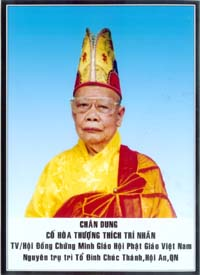 CHÂN DUNG
CỐ HÒA THƯỢNG THÍCH TRÍ NHÃN
TV/Hội Đồng Chứng Minh Giáo Hội Phật Giáo Việt Nam
Nguyên trụ trì Tổ Đình Chúc Thánh,Hội An,QN